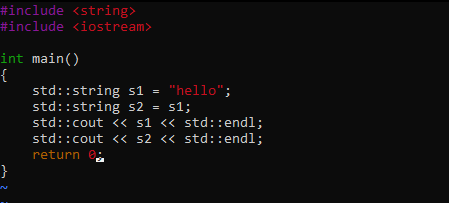 #include <string>
#include <iostream>

int main()
{
    std::string s1 = "hello";
    std::string s2 = s1;
    std::cout << s1 << std::endl;
    std::cout << s2 << std::endl;
    return 0;
}
~
~